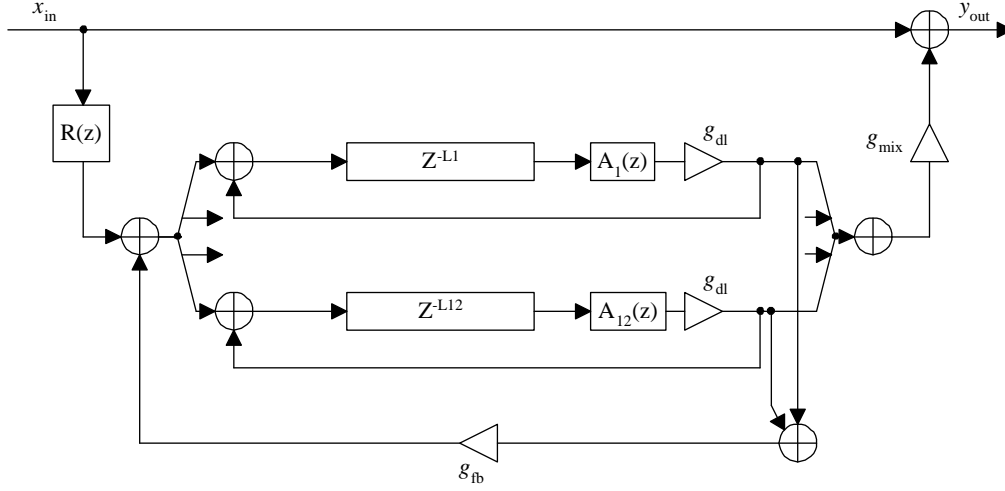 x_in
y_out
R(z)
Z^-L1
A_1(z)
g_dl
g_mix
Z^-L12
A_12(z)
g_dl
g_fb